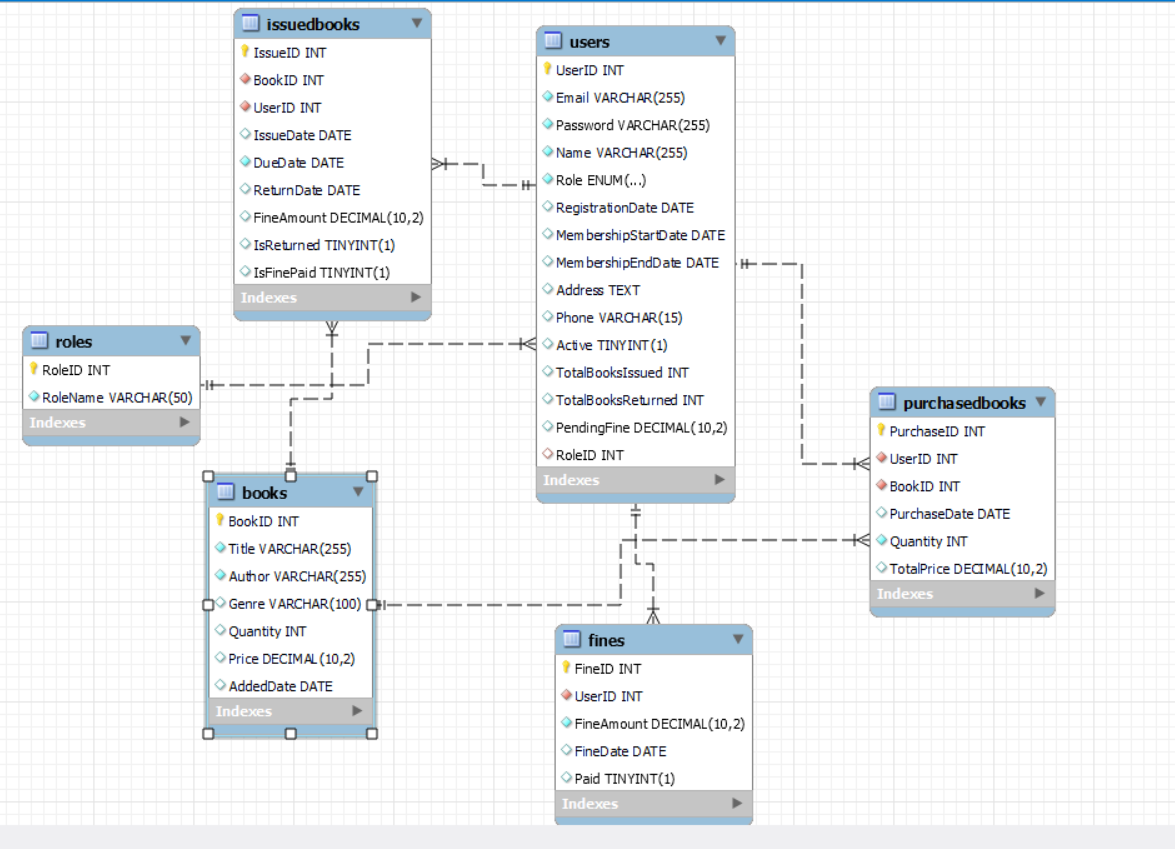 issuedbooks
IssueID INT
BookID INT
UserID INT
IssueDate DATE
DueDate DATE
ReturnDate DATE
FineAmount DECIMAL(10,2)
IsReturned TINYINT(1)
IsFinePaid TINYINT(1)
Indexes
users
UserID INT
Email VARCHAR(255)
Password VARCHAR(255)
Name VARCHAR(255)
Role ENUM(...)
RegistrationDate DATE
MembershipStartDate DATE
MembershipEndDate DATE
Address TEXT
Phone VARCHAR(15)
Active TINYINT(1)
TotalBooksIssued INT
TotalBooksReturned INT
PendingFine DECIMAL(10,2)
RoleID INT
Indexes
roles
RoleID INT
RoleName VARCHAR(50)
Indexes
purchasedbooks
PurchaseID INT
UserID INT
BookID INT
PurchaseDate DATE
Quantity INT
TotalPrice DECIMAL(10,2)
Indexes
books
BookID INT
Title VARCHAR(255)
Author VARCHAR(255)
Genre VARCHAR(100)
Quantity INT
Price DECIMAL(10,2)
AddedDate DATE
Indexes
fines
FineID INT
UserID INT
FineAmount DECIMAL(10,2)
FineDate DATE
Paid TINYINT(1)
Indexes